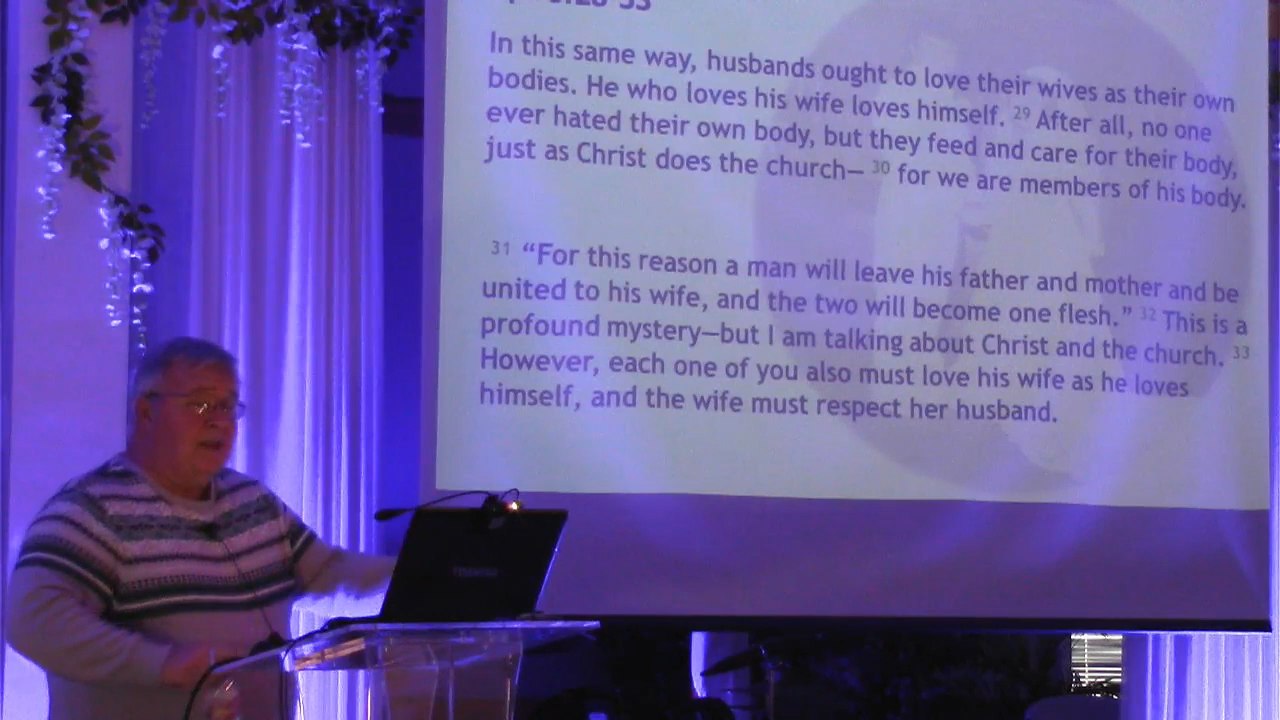 In this same way, husbands ought to love their wives as their own
bodies. He who loves his wife loves himself. 29 After all, no one
ever hated their own body, but they feed and care for their body,
just as Christ does the church— 30 for we are members of his body.
31 “For this reason a man will leave his father and mother and be
united to his wife, and the two will become one flesh.” 32 This is a
profound mystery—but I am talking about Christ and the church. 33
However, each one of you also must love his wife as he loves
himself, and the wife must respect her husband.
TOSHIBA